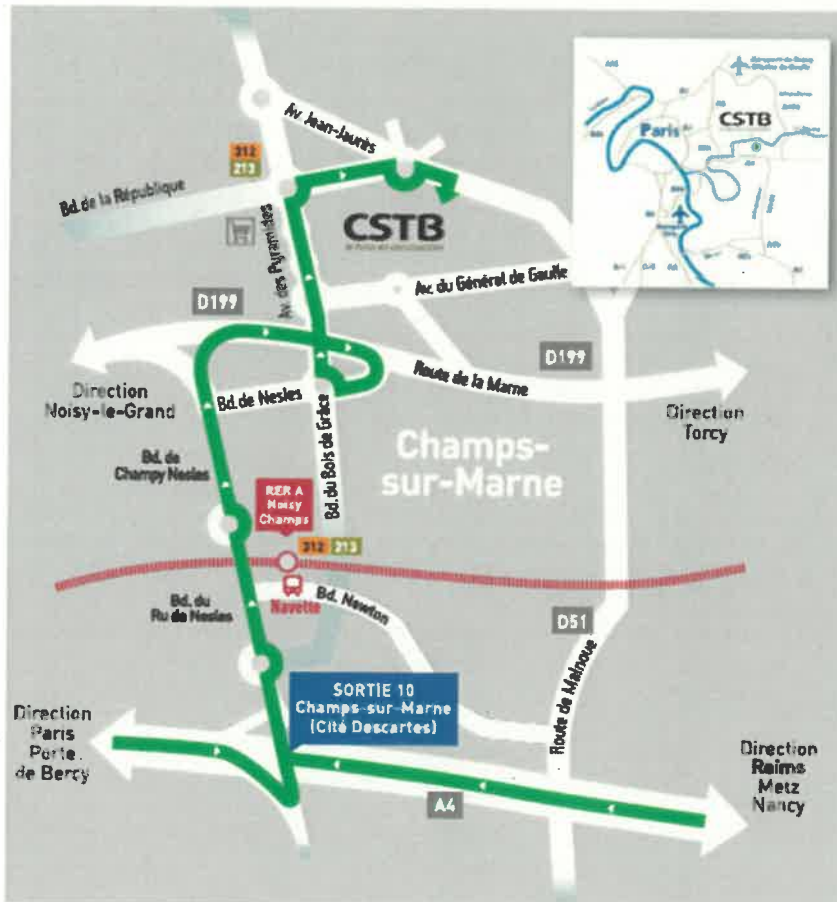 Av. Jean-Jaurès
312
213
Bd. de la République
CSTB
Av. des Pyramides
Av. du Général de Gaulle
D199
D199
Direction
Noisy-le-Grand
Bd. de Nesles
Route de la Marne
Direction
Torcy
Bd. de
Champy Nesles
Bd. du Bois de Grâce
Champs-
sur-Marne
RER A
Noisy
Champs
312 213
Navette
Bd. Newton
Bd. du
Ru de Nesles
D51
Route de Malnoue
SORTIE 10
Champs-sur-Marne
(Cité Descartes)
Direction
Paris
Porte
de Bercy
A4
Direction
Reims
Metz
Nancy
Paris
CSTB